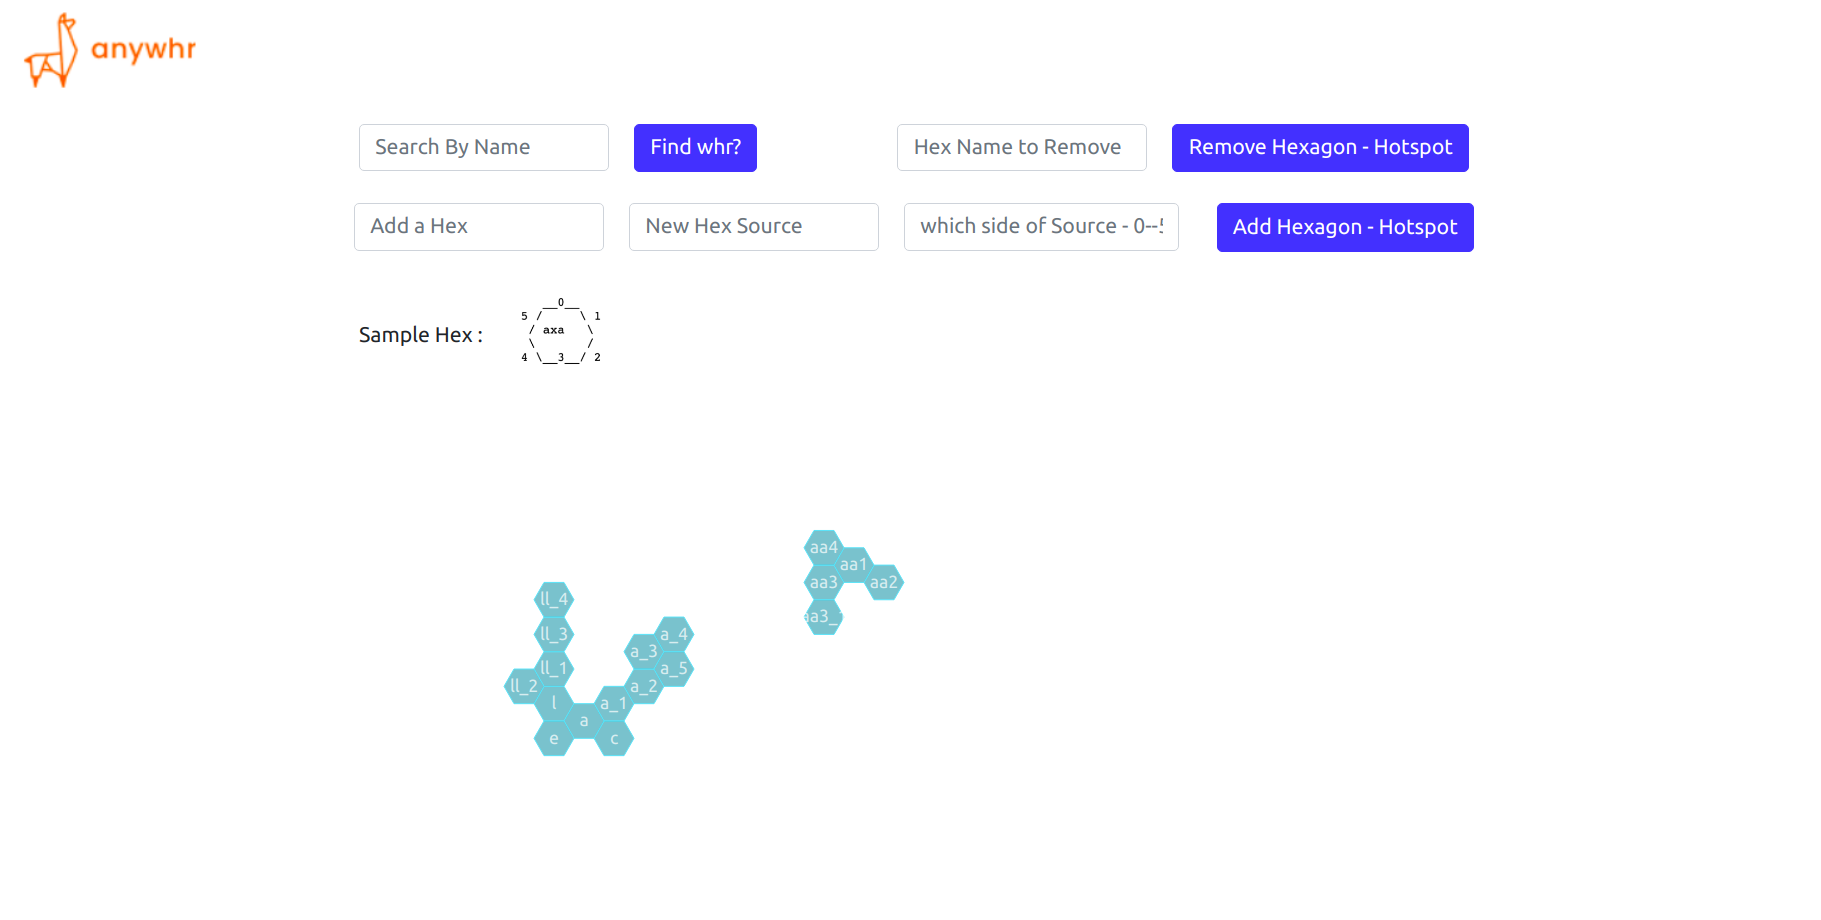 anywhr
Search By Name
Find whr?
Hex Name to Remove
Remove Hexagon - Hotspot
Add a Hex
New Hex Source
which side of Source - 0--5
Add Hexagon - Hotspot
Sample Hex :
0
5
1
axa
4
3
2
aa4
aa1
aa3
aa2
aa3_
ll_4
ll_3
a_4
a_3
ll_1
a_5
ll_2
a_2
l
a_1
a
e
c